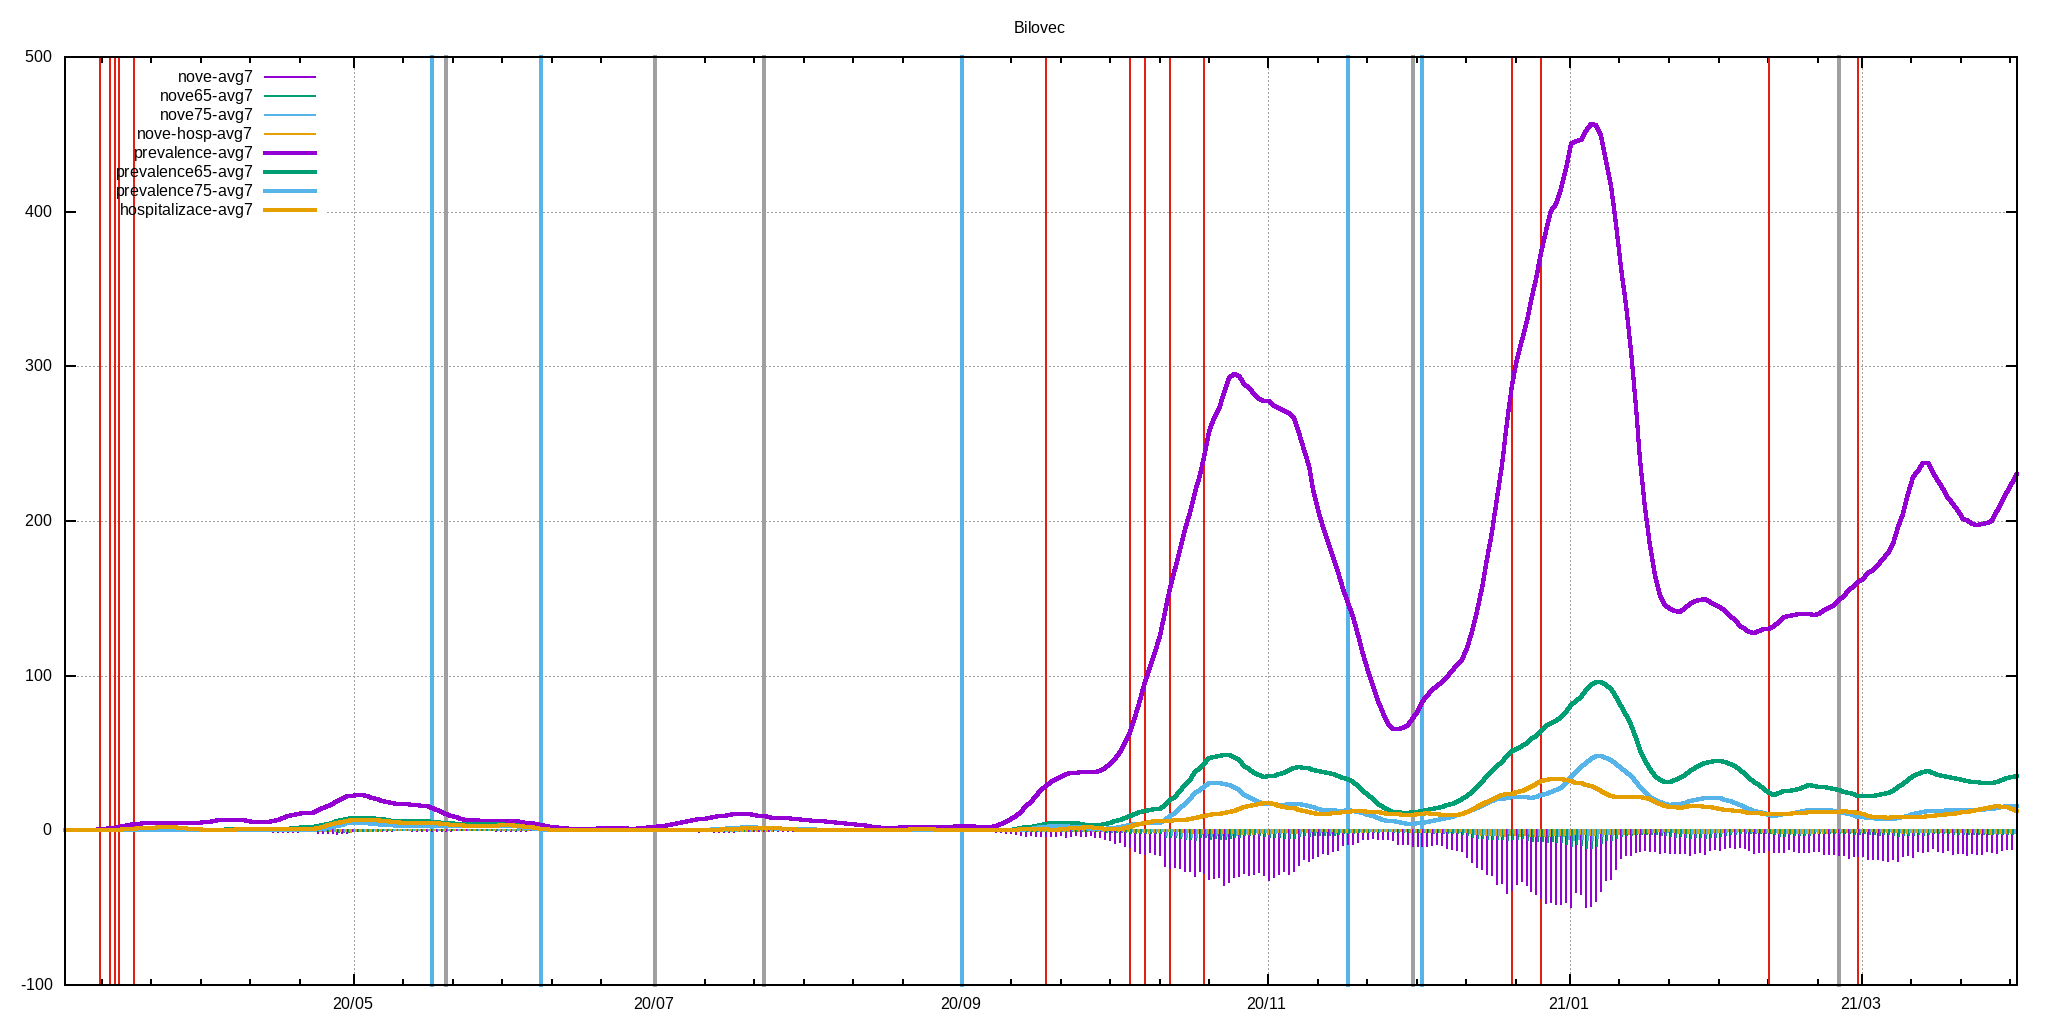 Bilovec
500
400
300
200
100
0
-100
nove-avg7
nove65-avg7
nove75-avg7
nove-hosp-avg7
prevalence-avg7
prevalence65-avg7
prevalence75-avg7
hospitalizace-avg7
20/05 20/07 20/09 20/11 21/01 21/03